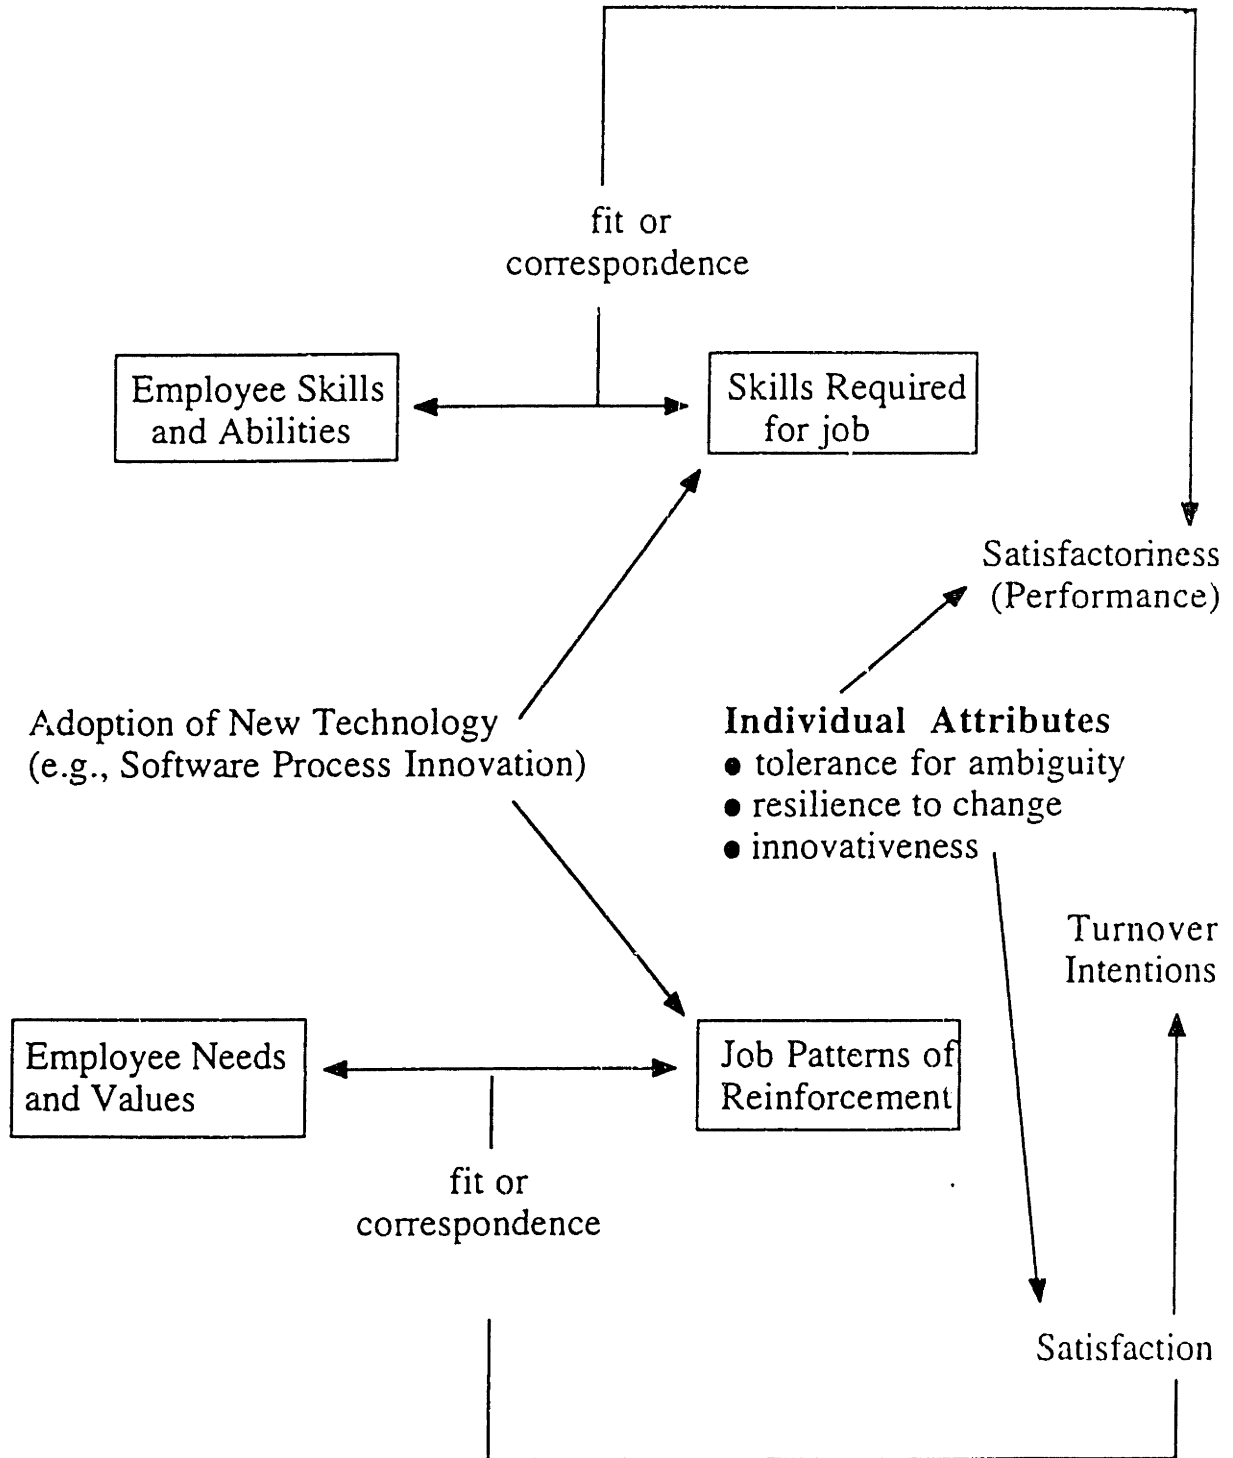 fit or
correspondence
Employee Skills
and Abilities
Skills Required
for job
Satisfactoriness
(Performance)
Adoption of New Technology
(e.g., Software Process Innovation)
Individual Attributes
• tolerance for ambiguity
• resilience to change
• innovativeness
Turnover
Intentions
Employee Needs
and Values
Job Patterns of
Reinforcement
fit or
correspondence
Satisfaction